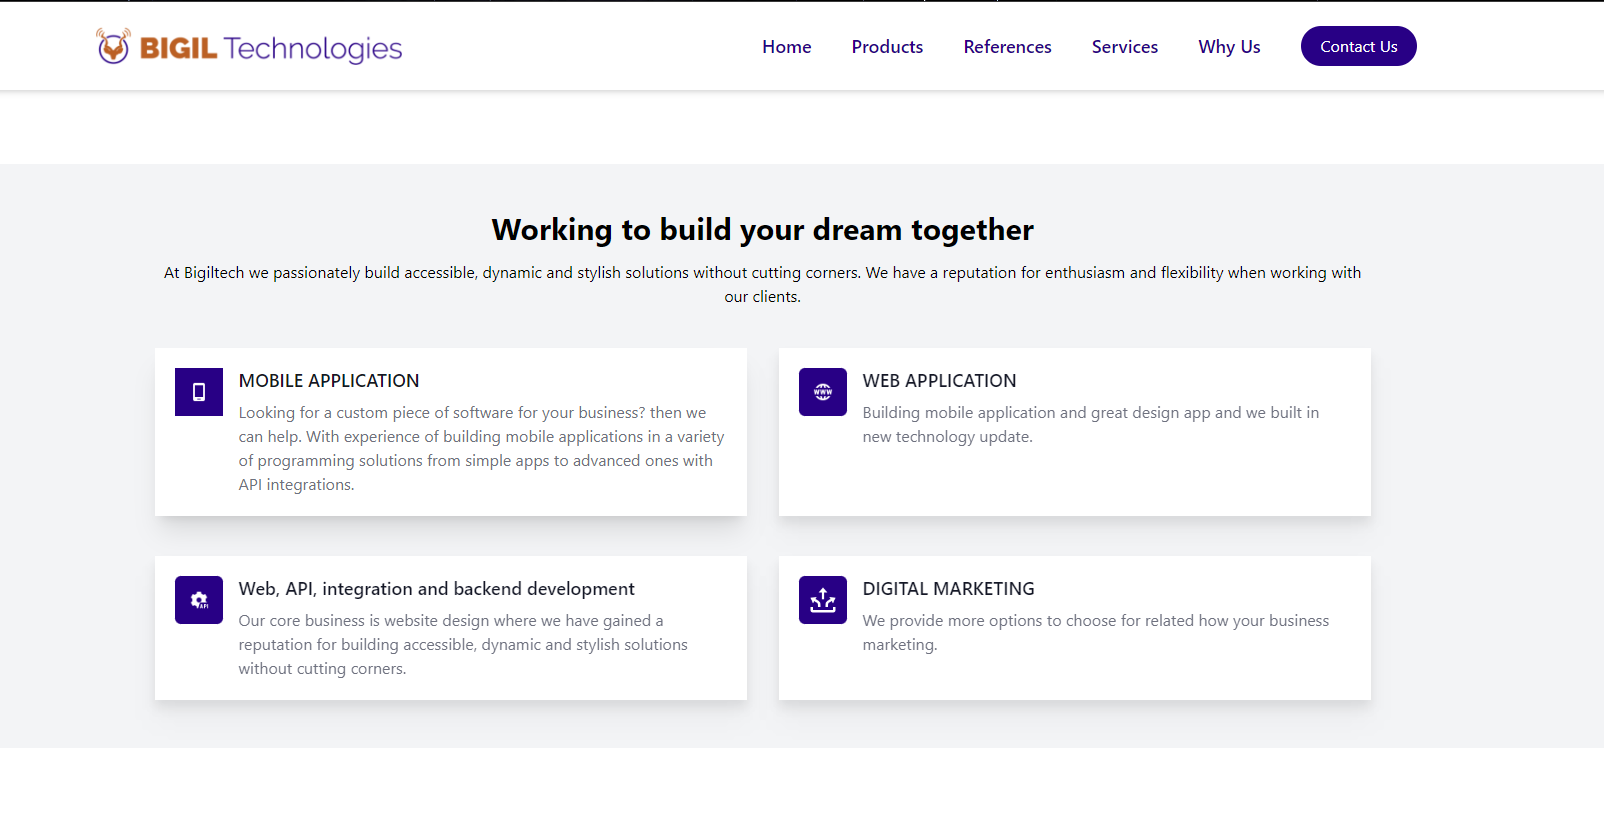 BIGIL Technologies
Home Products References Services Why Us Contact Us
Working to build your dream together
At Bigiltech we passionately build accessible, dynamic and stylish solutions without cutting corners. We have a reputation for enthusiasm and flexibility when working with
our clients.
MOBILE APPLICATION
Looking for a custom piece of software for your business? then we
can help. With experience of building mobile applications in a variety
of programming solutions from simple apps to advanced ones with
API integrations.
WWW
WEB APPLICATION
Building mobile application and great design app and we built in
new technology update.
API
Web, API, integration and backend development
Our core business is website design where we have gained a
reputation for building accessible, dynamic and stylish solutions
without cutting corners.
DIGITAL MARKETING
We provide more options to choose for related how your business
marketing.